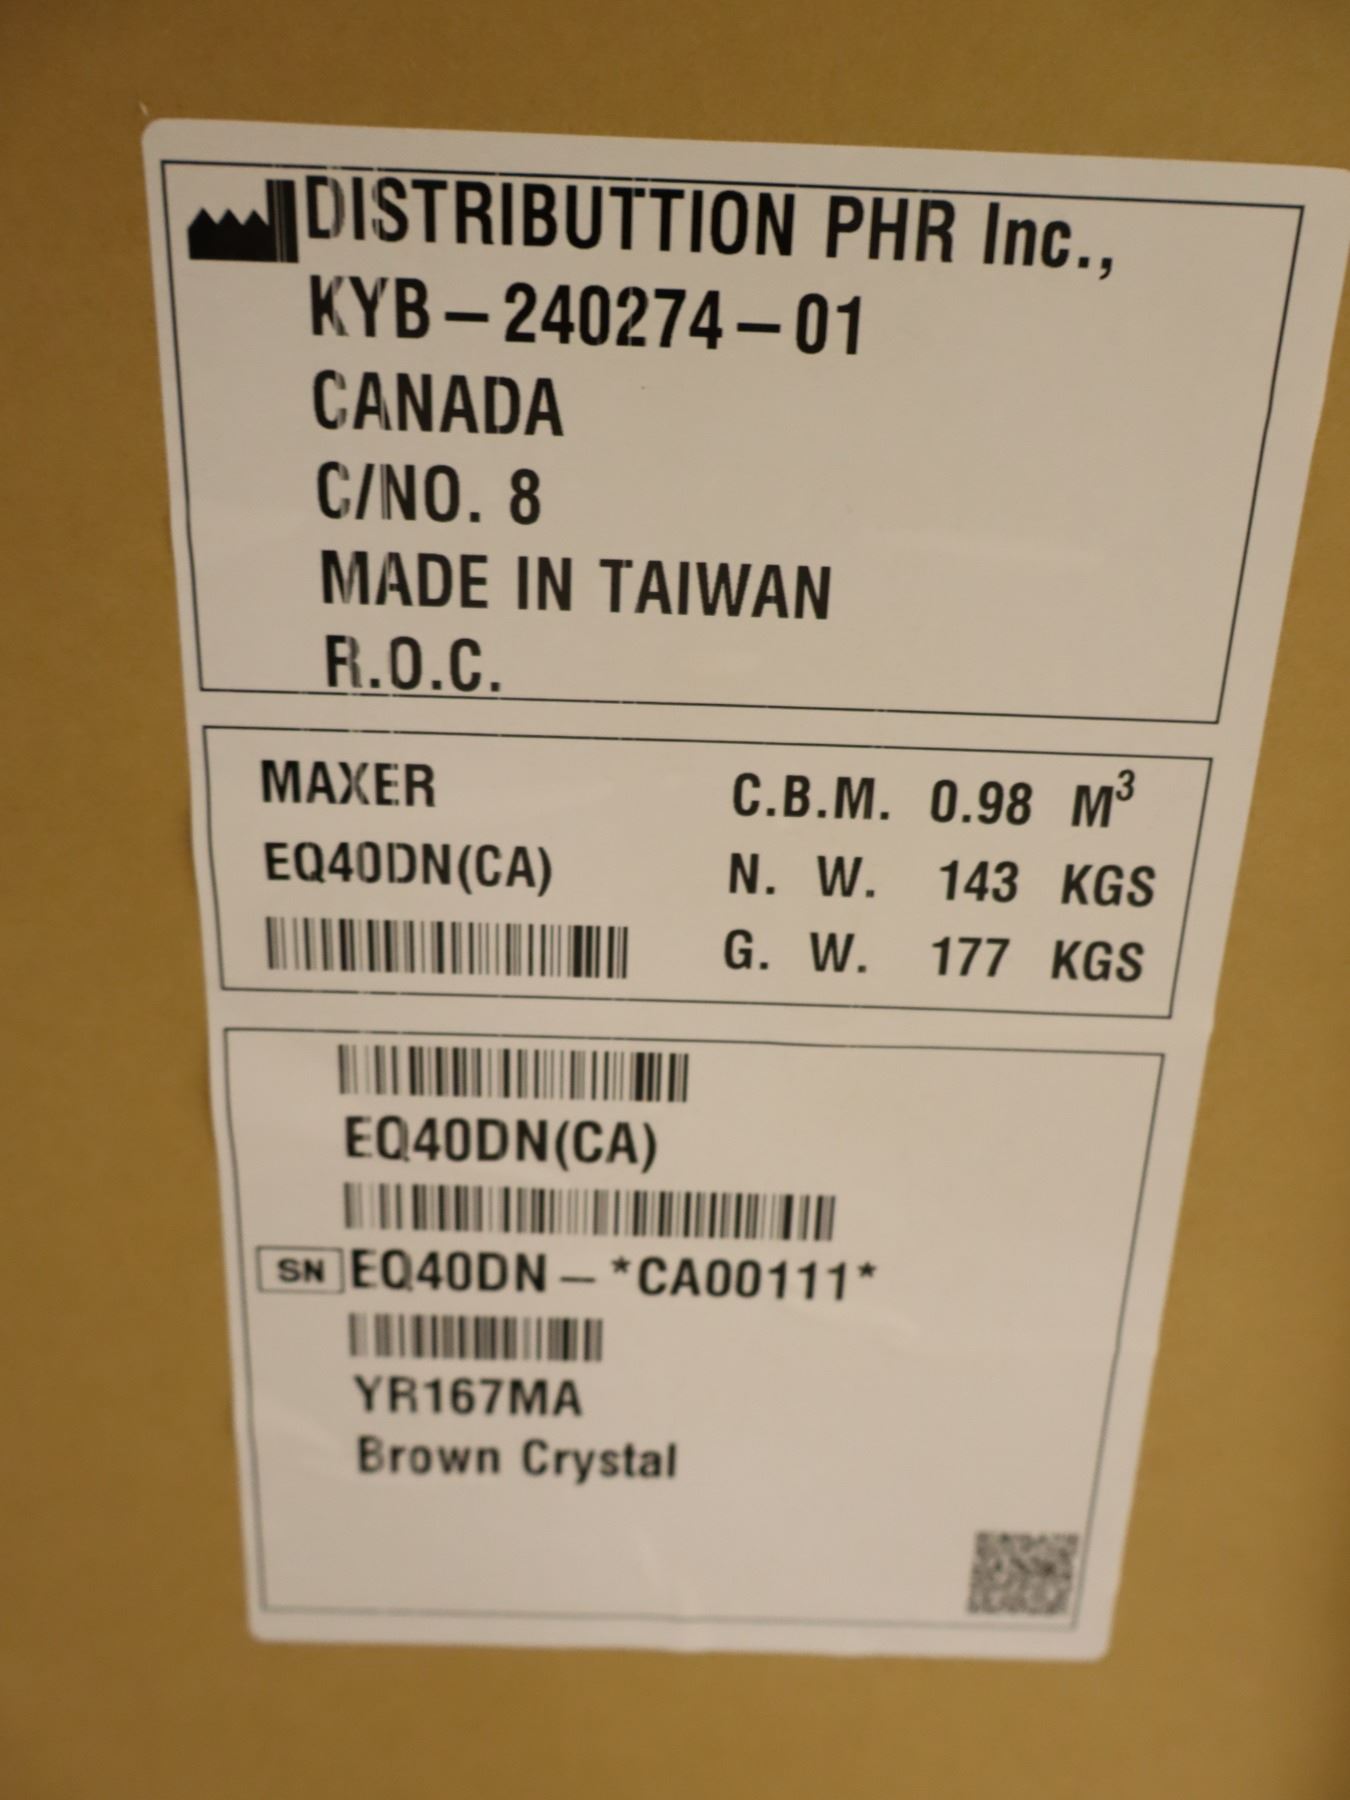 DISTRIBUTTION PHR Inc.,
KYB-240274-01
CANADA
C/NO. 8
MADE IN TAIWAN
R.O.C.
MAXER
EQ40DN(CA)
C.B.M. 0.98 M³
N. W. 143 KGS
G. W. 177 KGS
EQ40DN(CA)
SN EQ40DN-*CA00111*
YR167MA
Brown Crystal